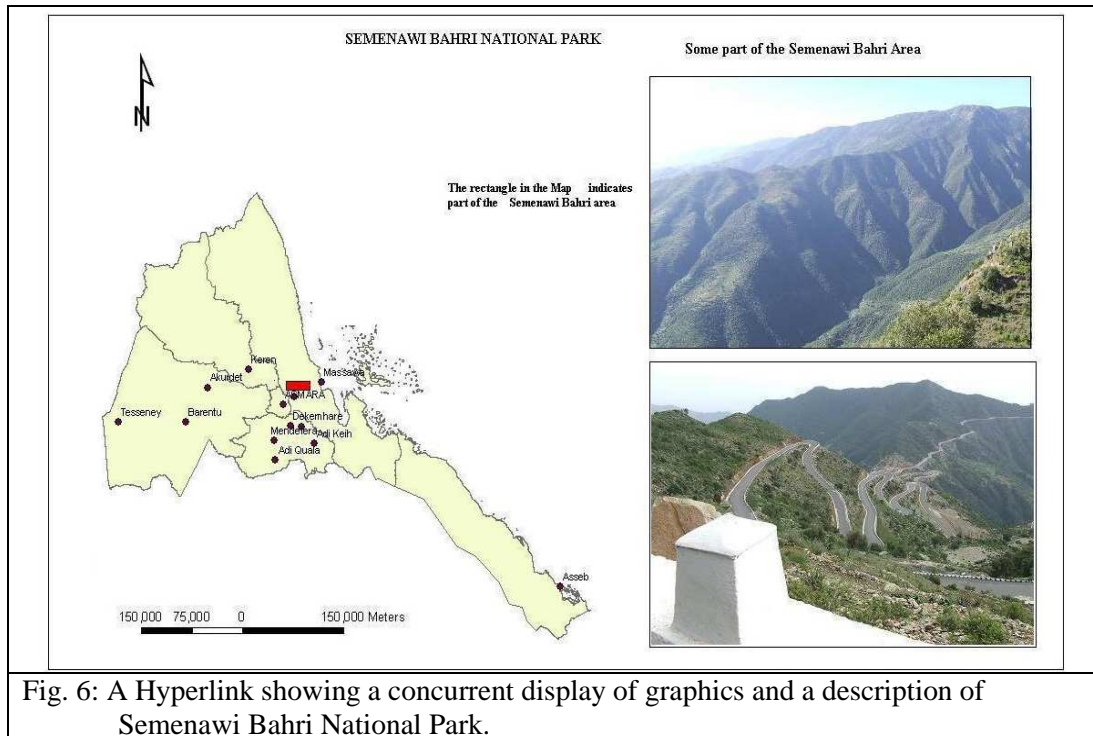 SEMENAWI BAHRI NATIONAL PARK
Some part of the Semenawi Bahri Area
N
The rectangle in the Map indicates
part of the Semenawi Bahri area
Keren
Massawa
Akurdet
Tesseney
Barentu
Dekemhare
Mendefera
Adi Keih
Adi Quala
Asseb
150,000 75,000 0 150,000 Meters
Fig. 6: A Hyperlink showing a concurrent display of graphics and a description of
Semenawi Bahri National Park.